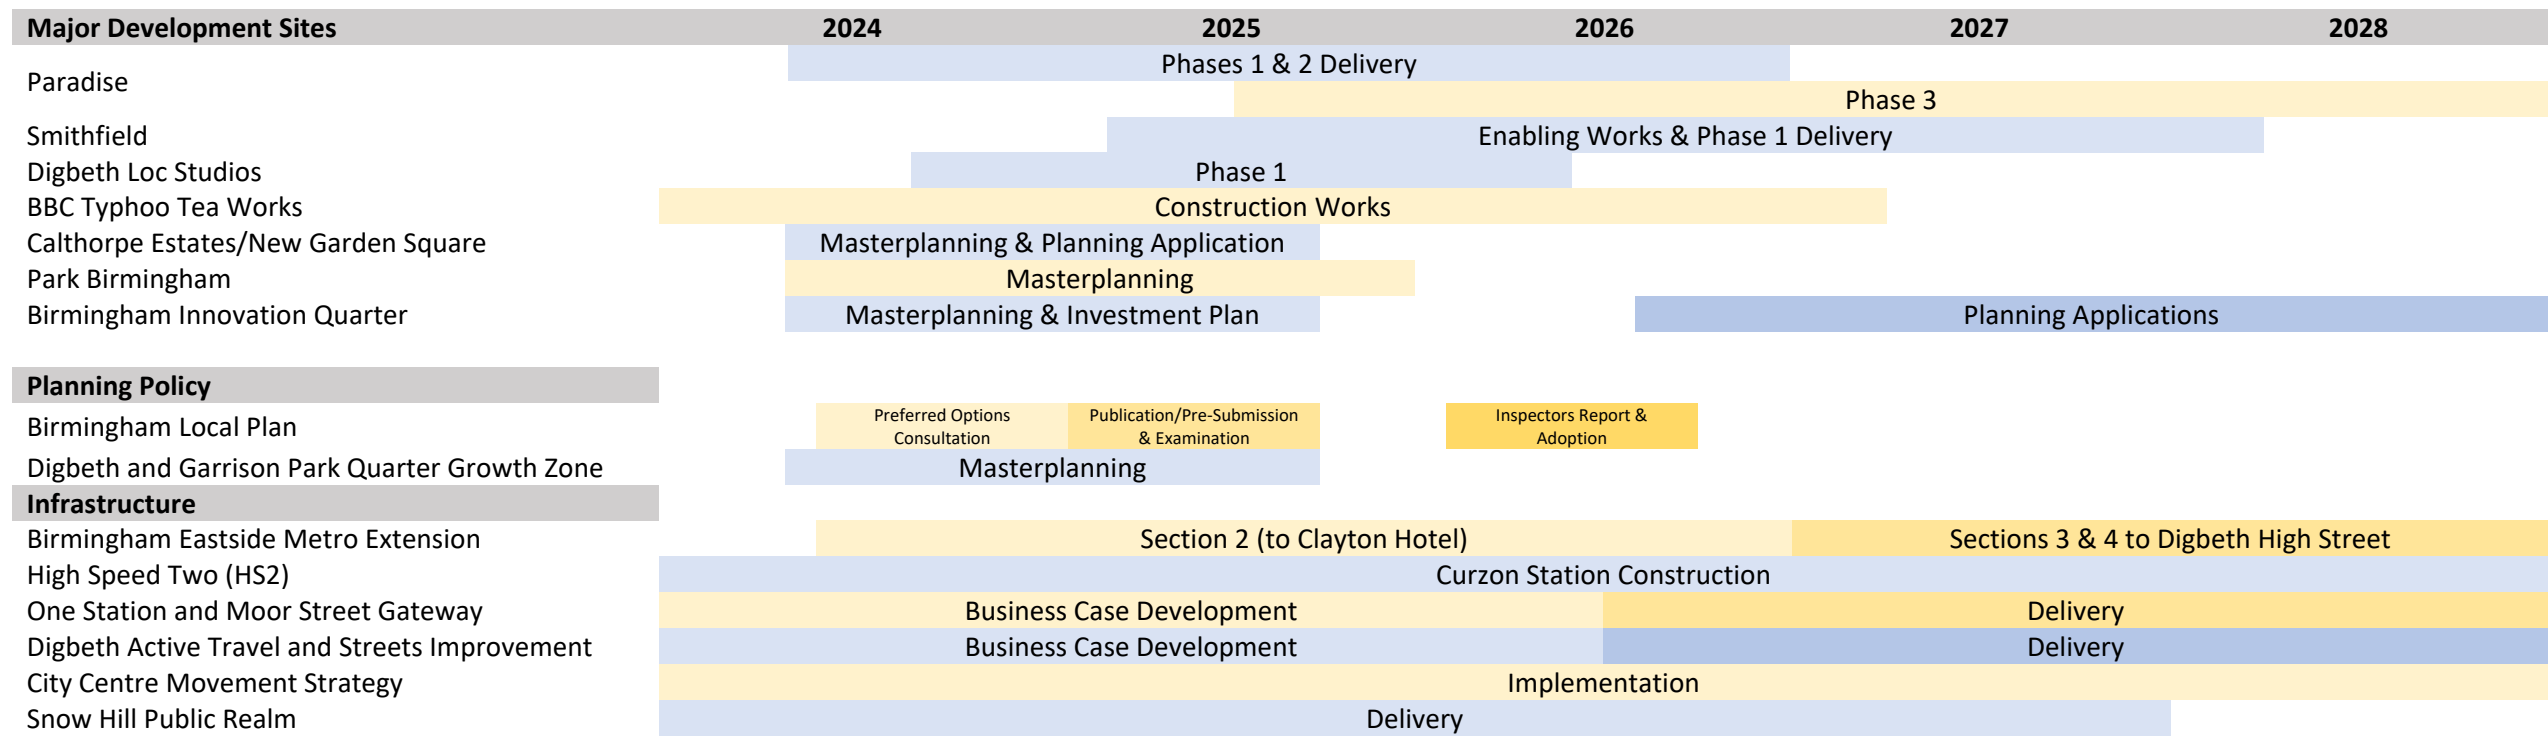 Major Development Sites 2024 2025 2026 2027 2028
Phases 1 & 2 Delivery
Paradise
Phase 3
Smithfield Enabling Works & Phase 1 Delivery
Digbeth Loc Studios Phase 1
BBC Typhoo Tea Works Construction Works
Calthorpe Estates/New Garden Square Masterplanning & Planning Application
Park Birmingham Masterplanning
Birmingham Innovation Quarter Masterplanning & Investment Plan Planning Applications
Planning Policy
Birmingham Local Plan
Preferred Options
Consultation
Publication/Pre-Submission
& Examination
Inspectors Report &
Adoption
Digbeth and Garrison Park Quarter Growth Zone Masterplanning
Infrastructure
Birmingham Eastside Metro Extension Section 2 (to Clayton Hotel) Sections 3 & 4 to Digbeth High Street
High Speed Two (HS2) Curzon Station Construction
One Station and Moor Street Gateway Business Case Development Delivery
Digbeth Active Travel and Streets Improvement Business Case Development Delivery
City Centre Movement Strategy Implementation
Snow Hill Public Realm Delivery